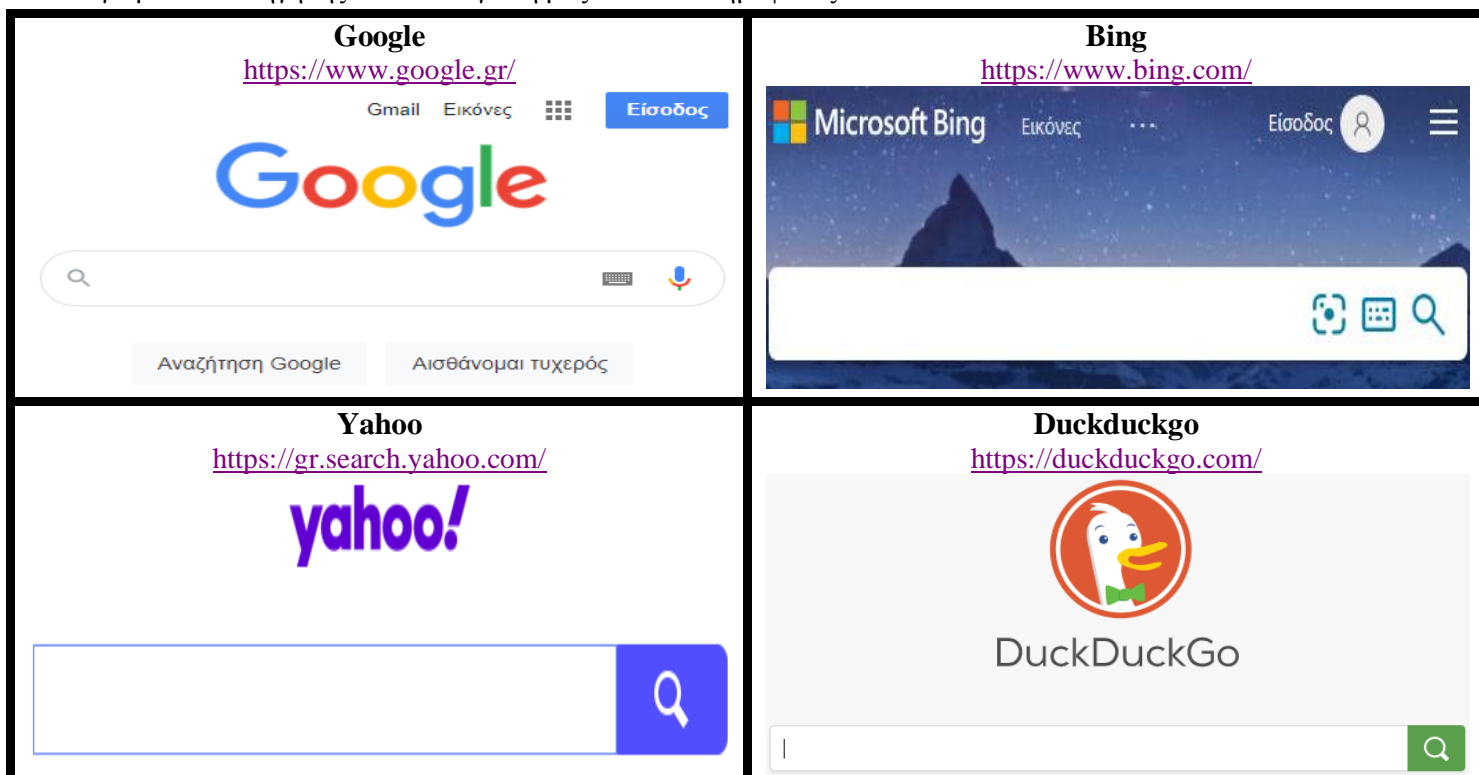 Google
https://www.google.gr/
Gmail Εικόνες Είσοδος
Google
Αναζήτηση Google Αισθάνομαι τυχερός
Bing
https://www.bing.com/
Microsoft Bing Εικόνες ... Είσοδος
Yahoo
https://gr.search.yahoo.com/
yahoo!
Duckduckgo
https://duckduckgo.com/
DuckDuckGo